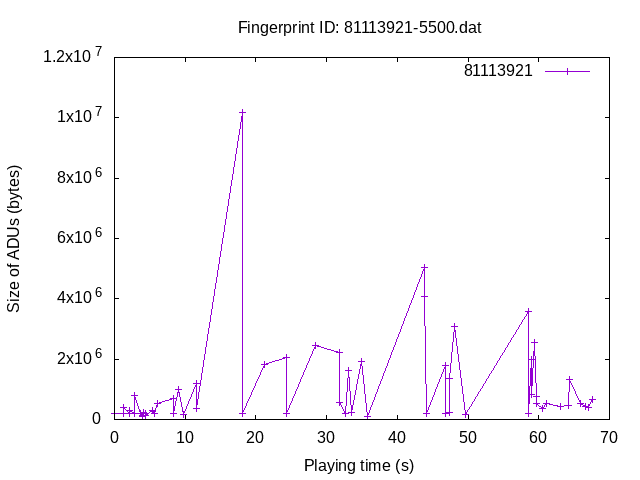 Fingerprint ID: 81113921-5500.dat
81113921
Size of ADUs (bytes)
1.2x10^7
1x10^7
8x10^6
6x10^6
4x10^6
2x10^6
0
0 10 20 30 40 50 60 70
Playing time (s)